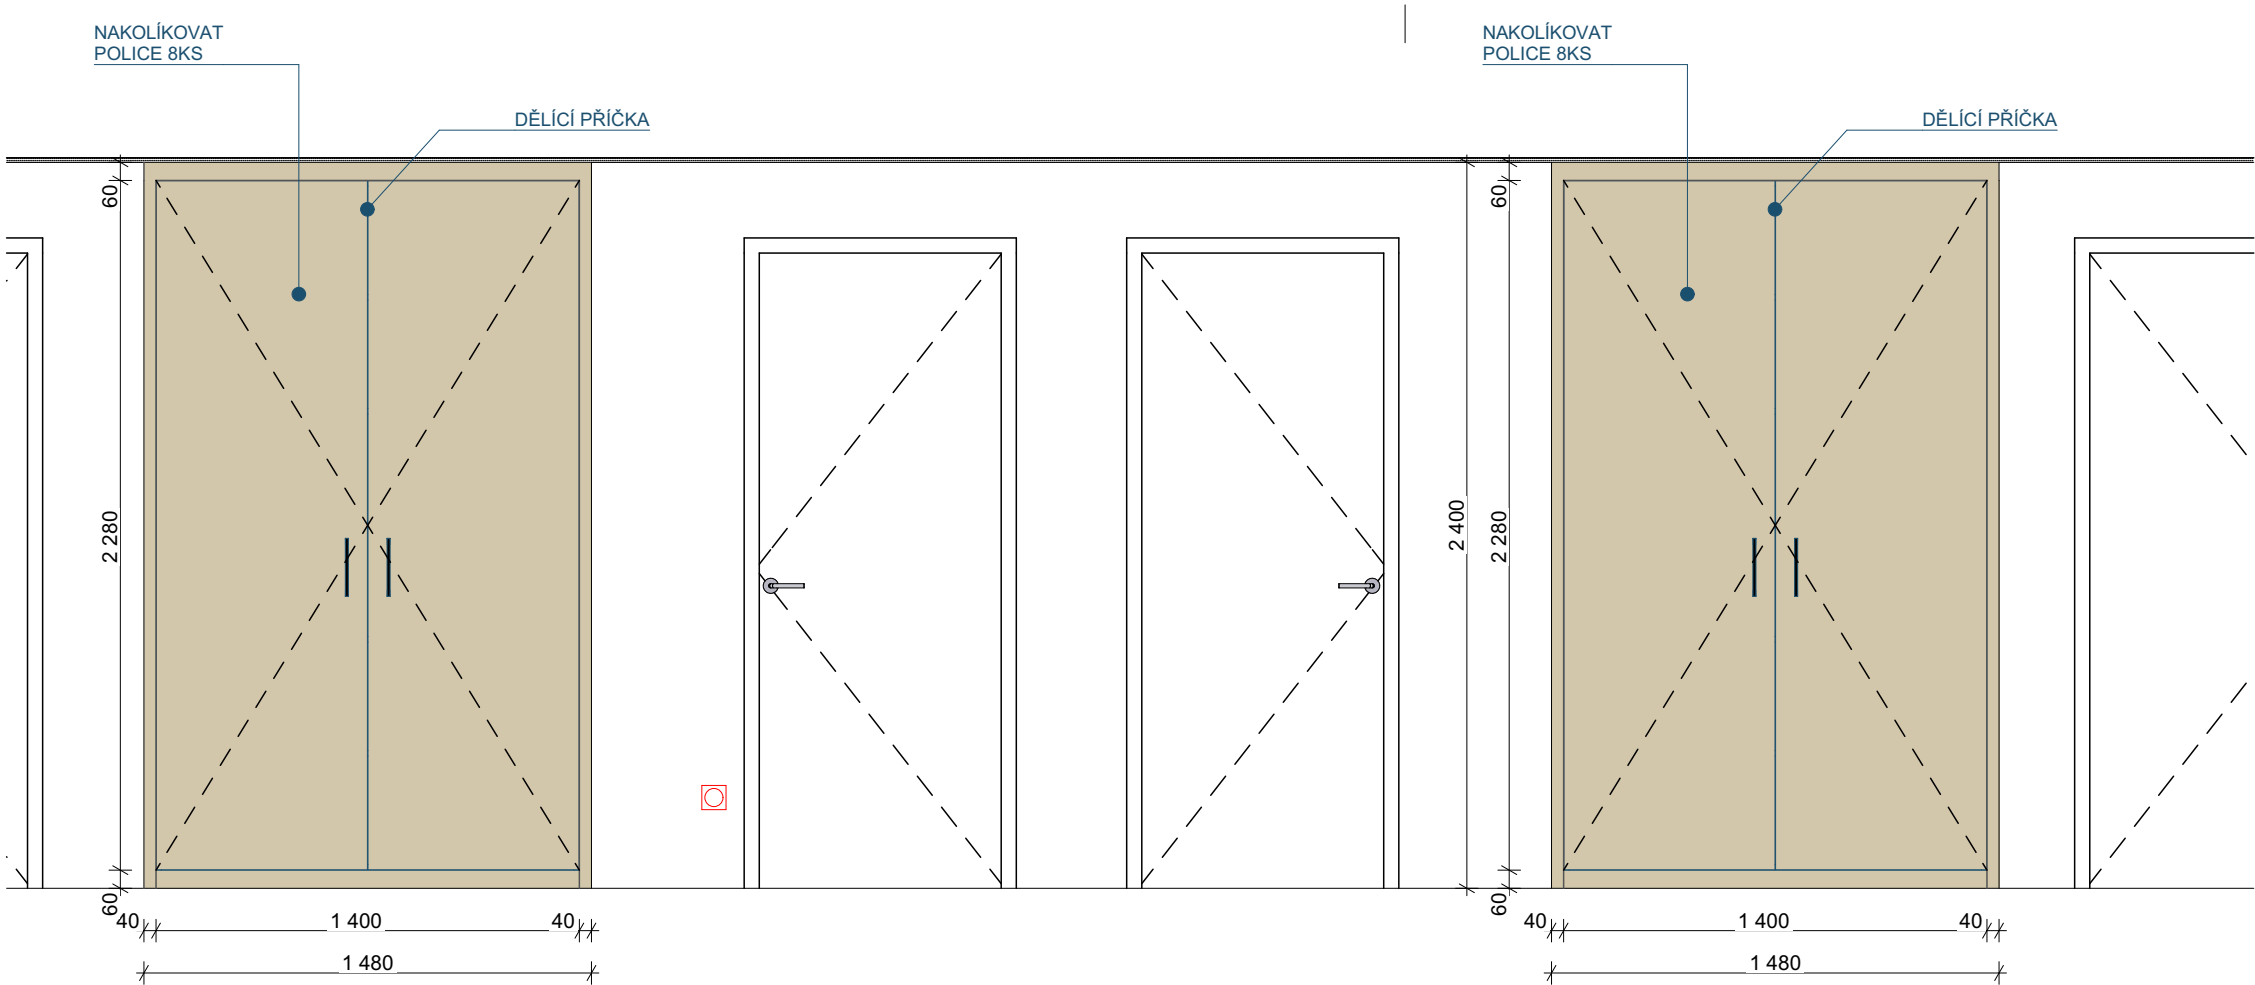 NAKOLÍKOVAT
POLICE 8KS
NAKOLÍKOVAT
POLICE 8KS
DĚLÍCÍ PŘÍČKA
DĚLÍCÍ PŘÍČKA
60
60
2 280
2 400
2 280
60
60
40
1 400
40
40
1 400
40
1 480
1 480